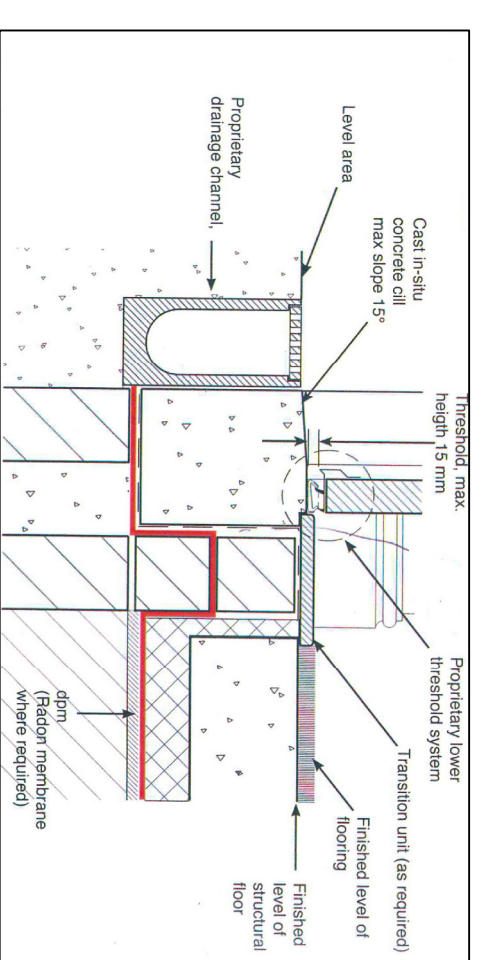 Level area
Proprietary
drainage channel,
Cast in-situ
concrete cill
max slope 15°
Threshold, max.
heigth 15 mm
Proprietary lower
threshold system
Transition unit (as required)
Finished level of
flooring
Finished
level of
structural
floor
dpm
(Radon membrane
where required)